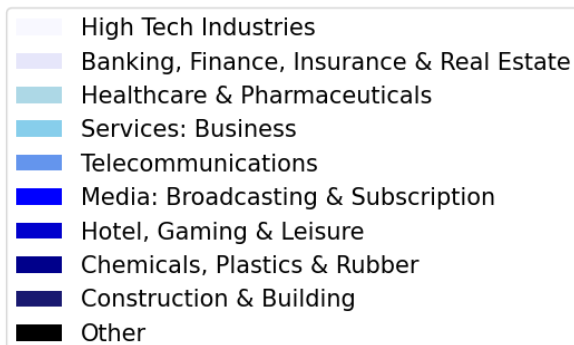 High Tech Industries
Banking, Finance, Insurance & Real Estate
Healthcare & Pharmaceuticals
Services: Business
Telecommunications
Media: Broadcasting & Subscription
Hotel, Gaming & Leisure
Chemicals, Plastics & Rubber
Construction & Building
Other